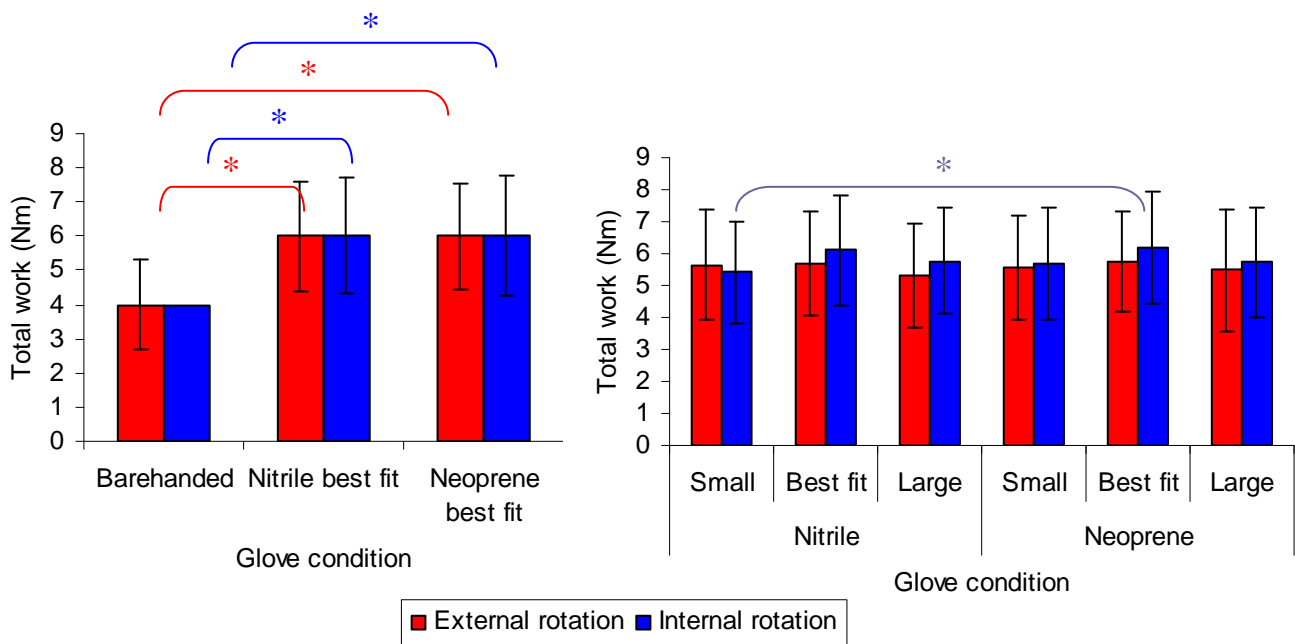 *
*
*
*
Total work (Nm)
9
8
7
6
5
4
3
2
1
0
Barehanded
Nitrile best fit
Neoprene
best fit
Glove condition
*
Total work (Nm)
9
8
7
6
5
4
3
2
1
0
Small
Best fit
Large
Small
Best fit
Large
Nitrile
Neoprene
Glove condition
External rotation
Internal rotation